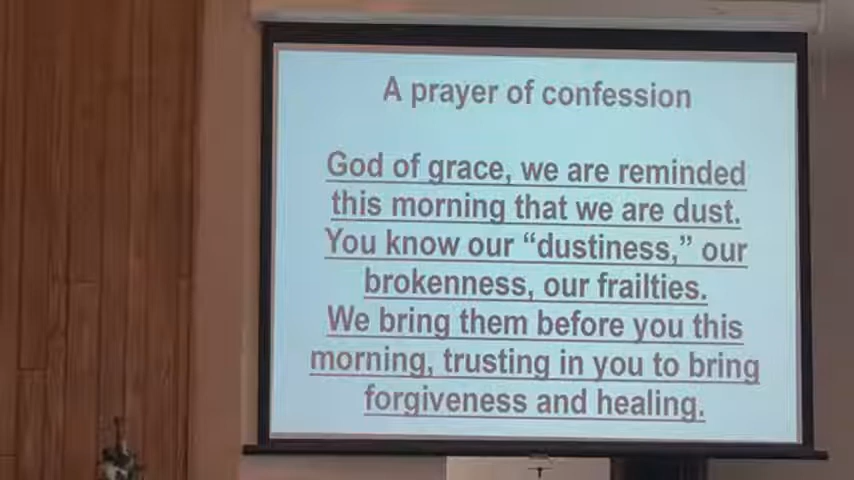 A prayer of confession
God of grace, we are reminded
this morning that we are dust.
You know our “dustiness,” our
brokenness, our frailties.
We bring them before you this
morning, trusting in you to bring
forgiveness and healing.